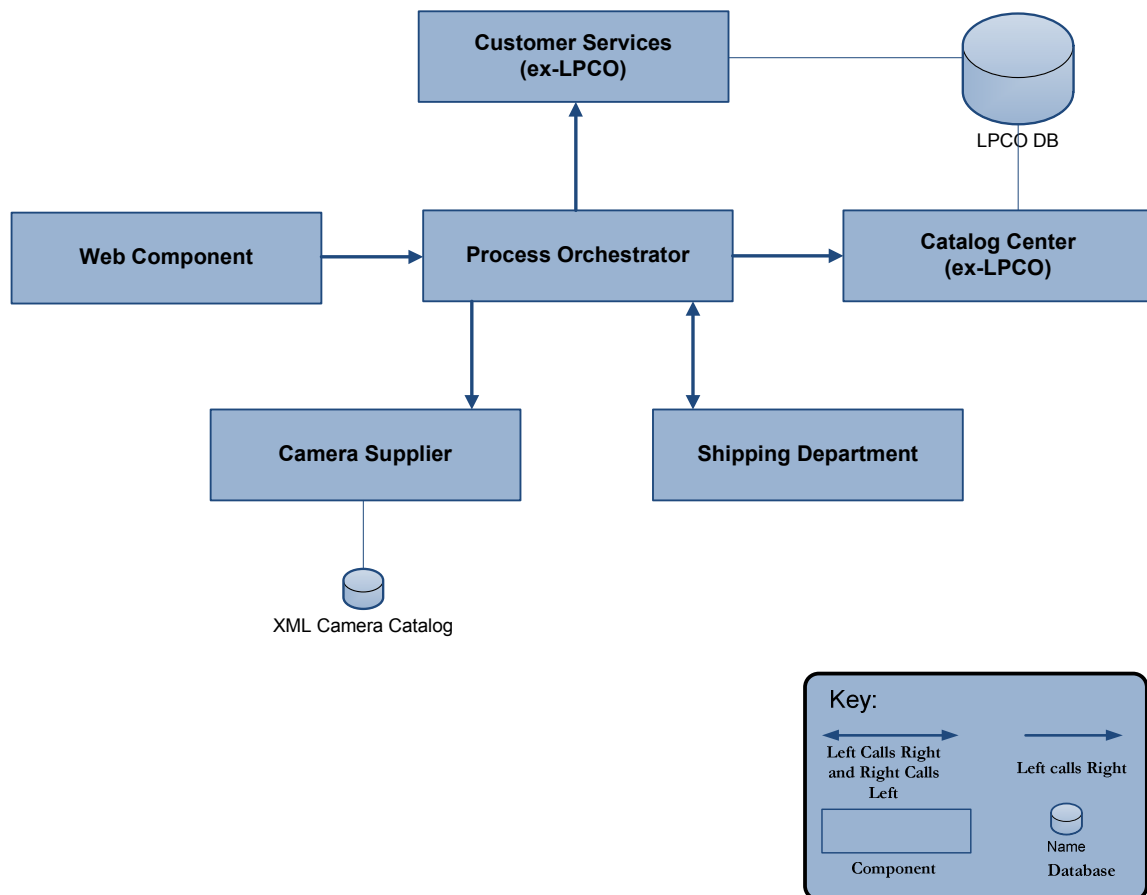 Customer Services
(ex-LPCO)
LPCO DB
Web Component
Process Orchestrator
Catalog Center
(ex-LPCO)
Camera Supplier
Shipping Department
XML Camera Catalog
Key:
Left Calls Right
and Right Calls
Left
Left calls Right
Component
Name
Database